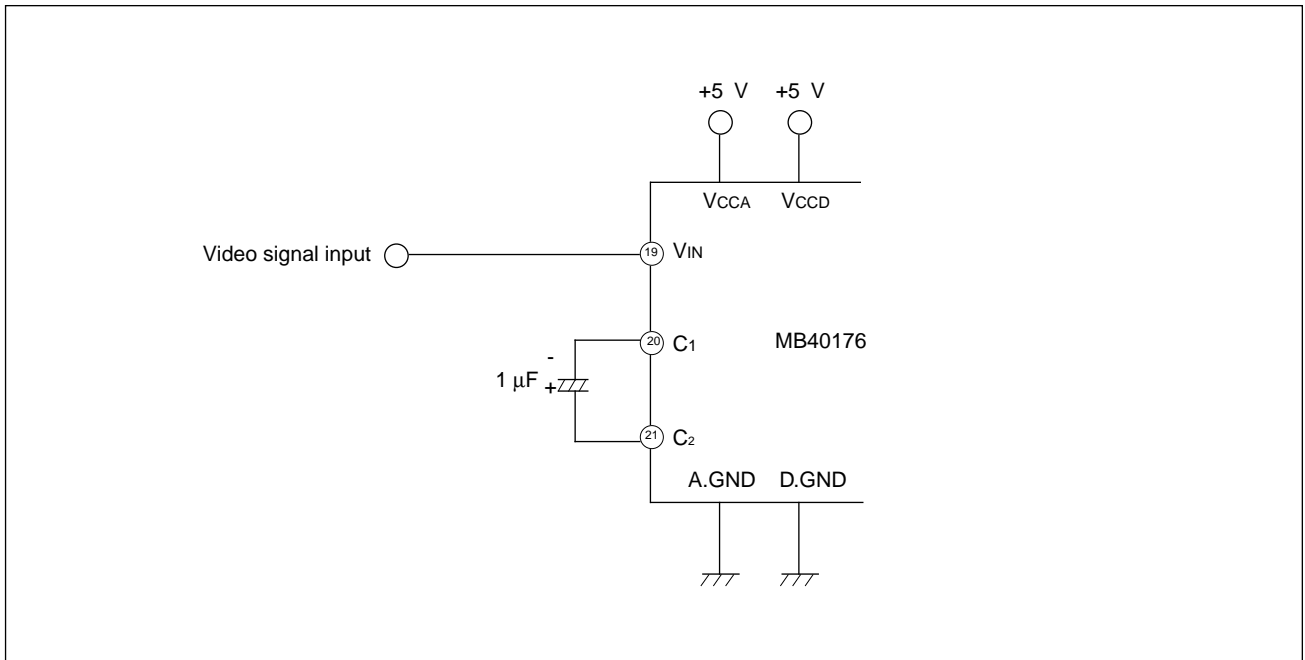 +5 V +5 V
VCCA VCCD
Video signal input 19 VIN
20 C1 MB40176
-
1 μF +
21 C2
A.GND D.GND